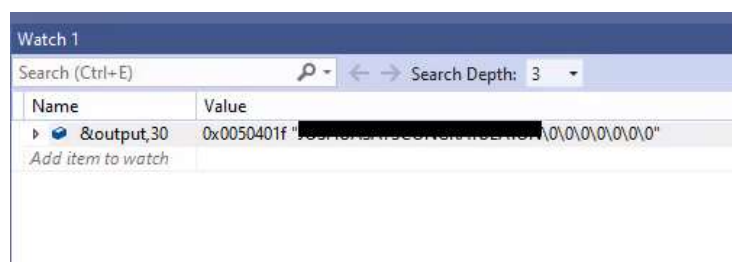 Watch 1
Search (Ctrl+E) Search Depth: 3
Name Value
&output,30 0x0050401f " \0\0\0\0\0\0\0"
Add item to watch